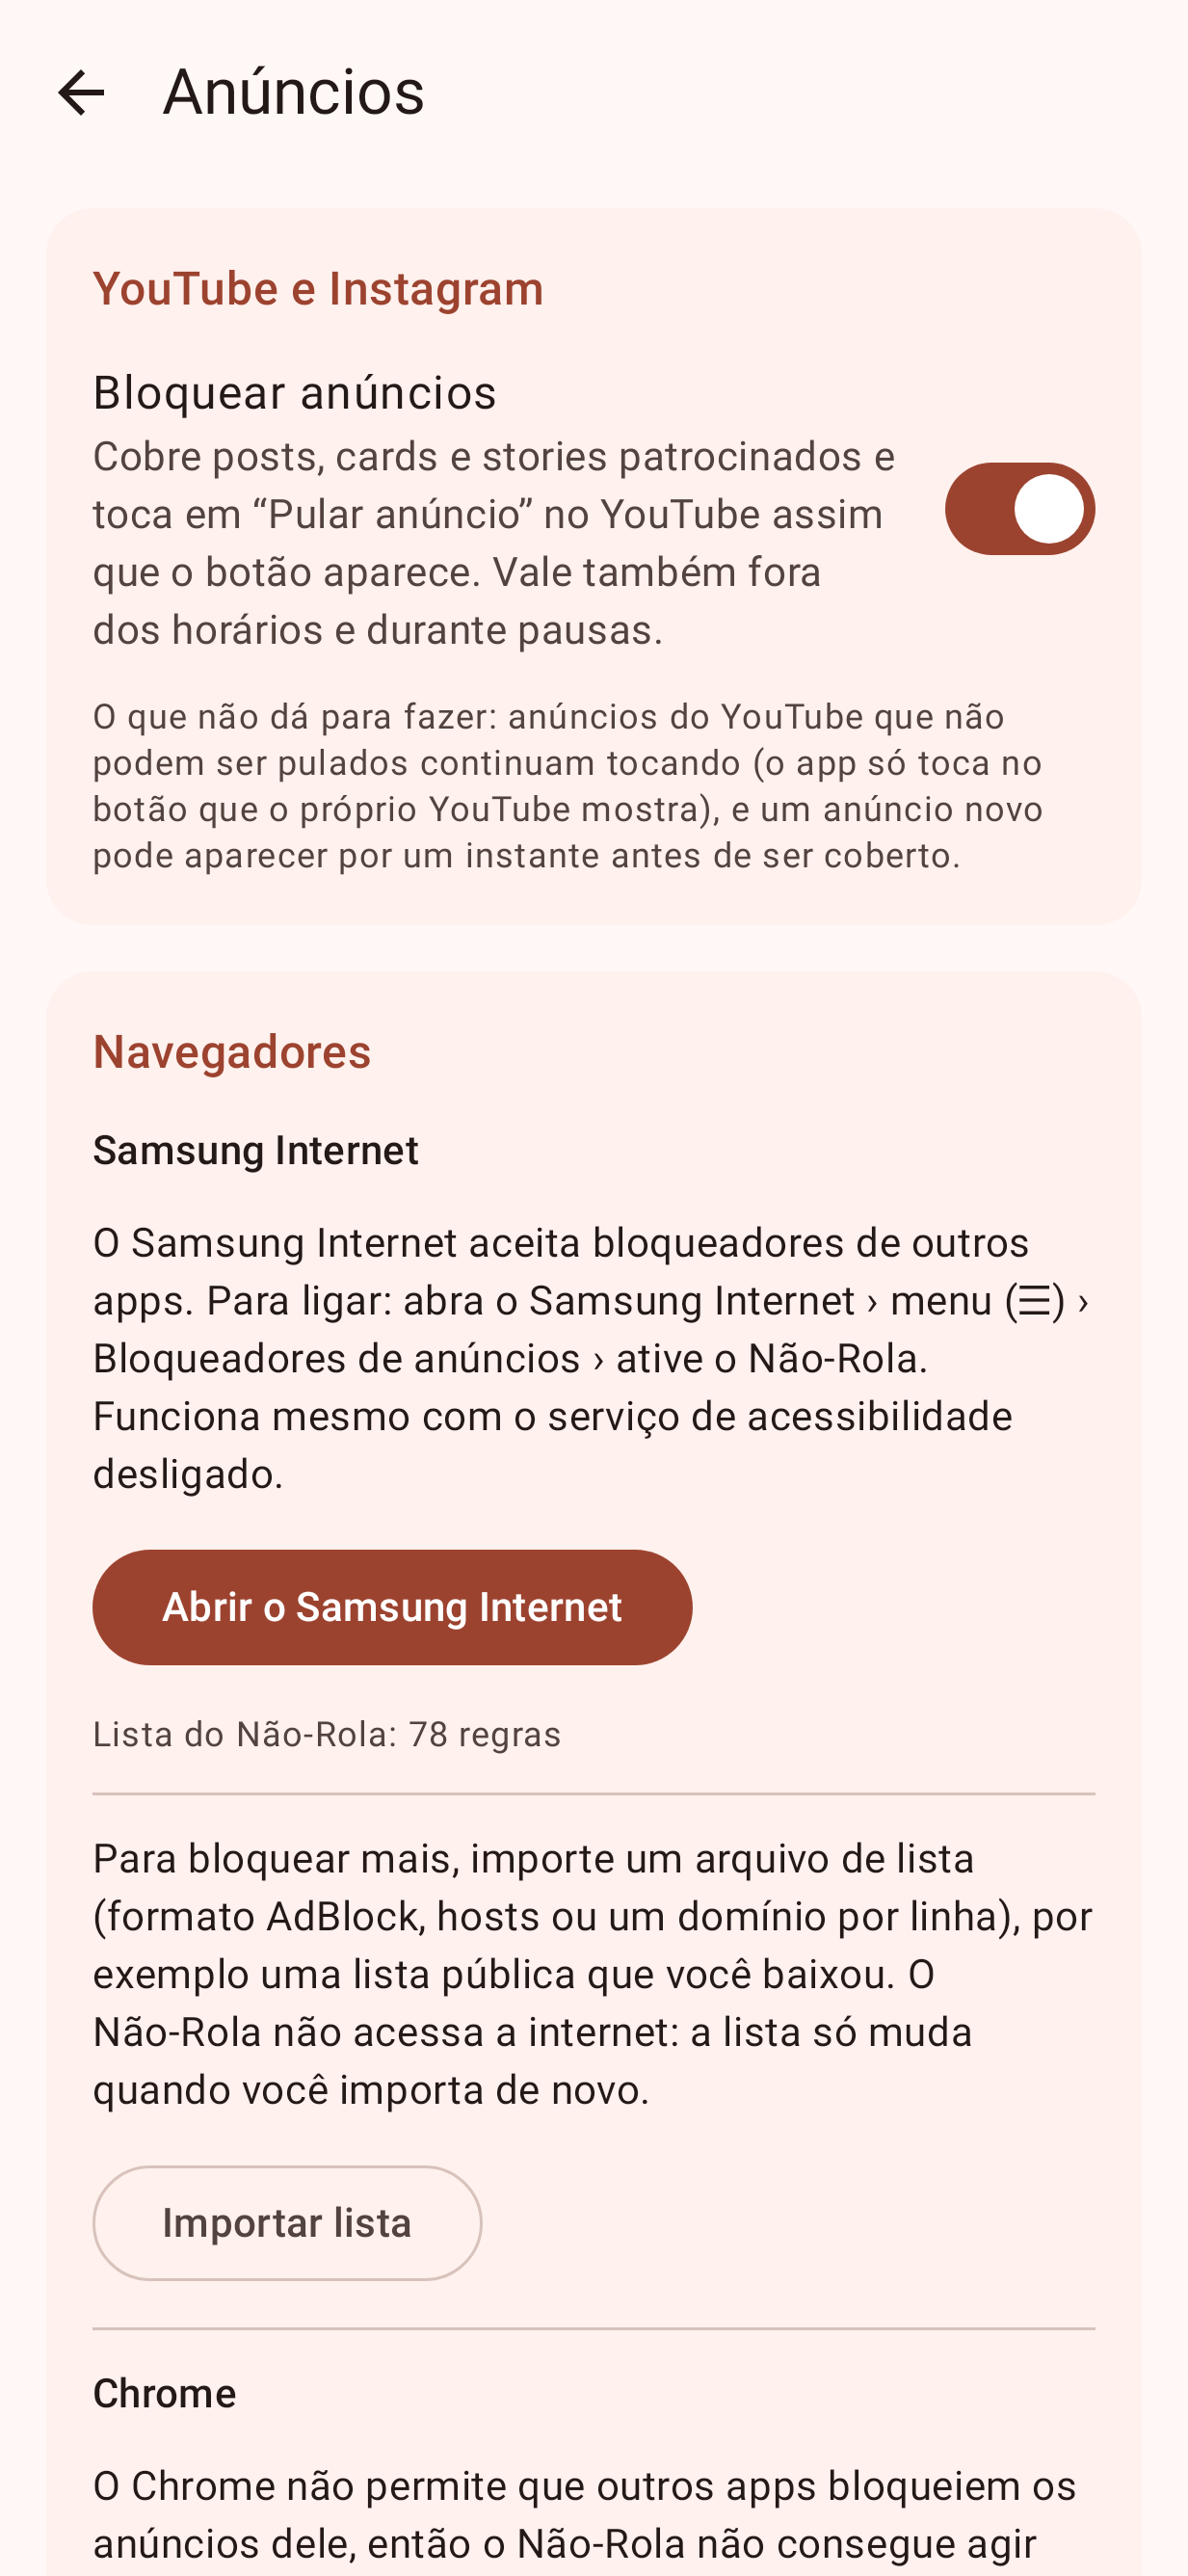 Anúncios
YouTube e Instagram
Bloquear anúncios
Cobre posts, cards e stories patrocinados e
toca em “Pular anúncio” no YouTube assim
que o botão aparece. Vale também fora
dos horários e durante pausas.
O que não dá para fazer: anúncios do YouTube que não
podem ser pulados continuam tocando (o app só toca no
botão que o próprio YouTube mostra), e um anúncio novo
pode aparecer por um instante antes de ser coberto.
Navegadores
Samsung Internet
O Samsung Internet aceita bloqueadores de outros
apps. Para ligar: abra o Samsung Internet › menu (☰) ›
Bloqueadores de anúncios › ative o Não-Rola.
Funciona mesmo com o serviço de acessibilidade
desligado.
Abrir o Samsung Internet
Lista do Não-Rola: 78 regras
Para bloquear mais, importe um arquivo de lista
(formato AdBlock, hosts ou um domínio por linha), por
exemplo uma lista pública que você baixou. O
Não-Rola não acessa a internet: a lista só muda
quando você importa de novo.
Importar lista
Chrome
O Chrome não permite que outros apps bloqueiem os
anúncios dele, então o Não-Rola não consegue agir